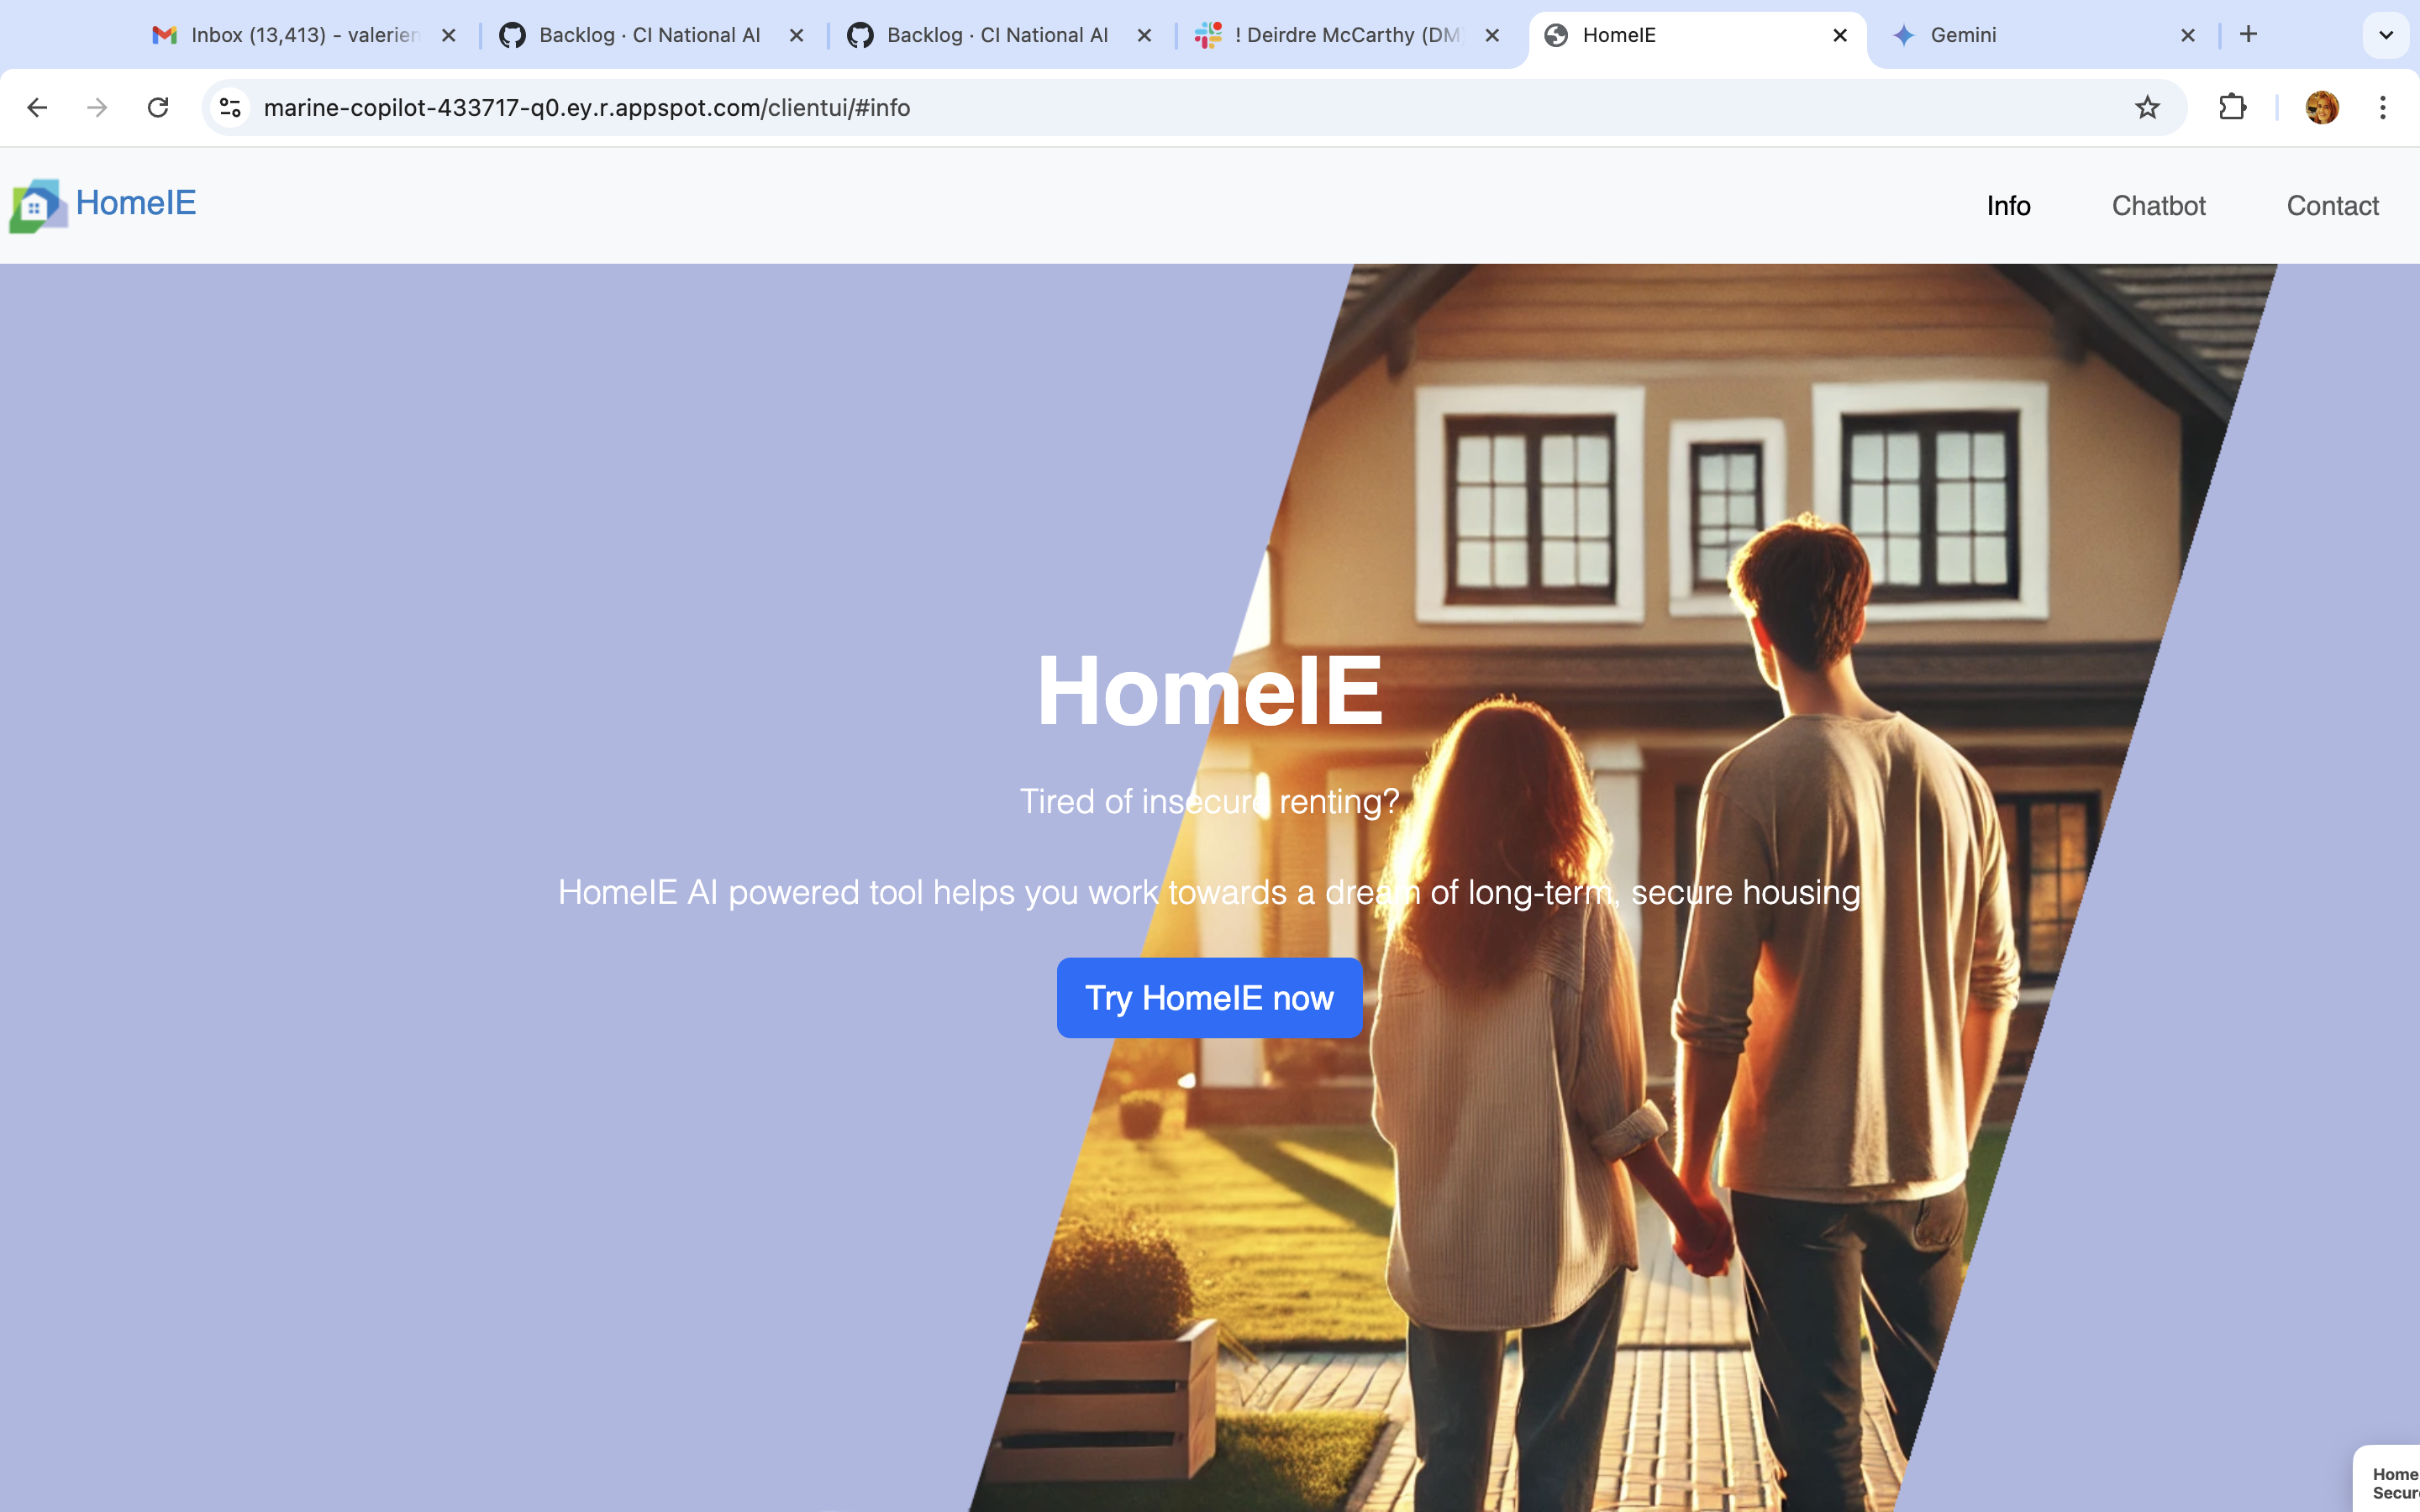 Inbox (13,413) - valerien
Backlog · CI National AI
Backlog · CI National AI
! Deirdre McCarthy (DM)
HomeIE
Gemini
marine-copilot-433717-q0.ey.r.appspot.com/clientui/#info
HomeIE
Info
Chatbot
Contact
HomeIE
Tired of insecure renting?
HomeIE AI powered tool helps you work towards a dream of long-term, secure housing
Try HomeIE now
Home
Secur